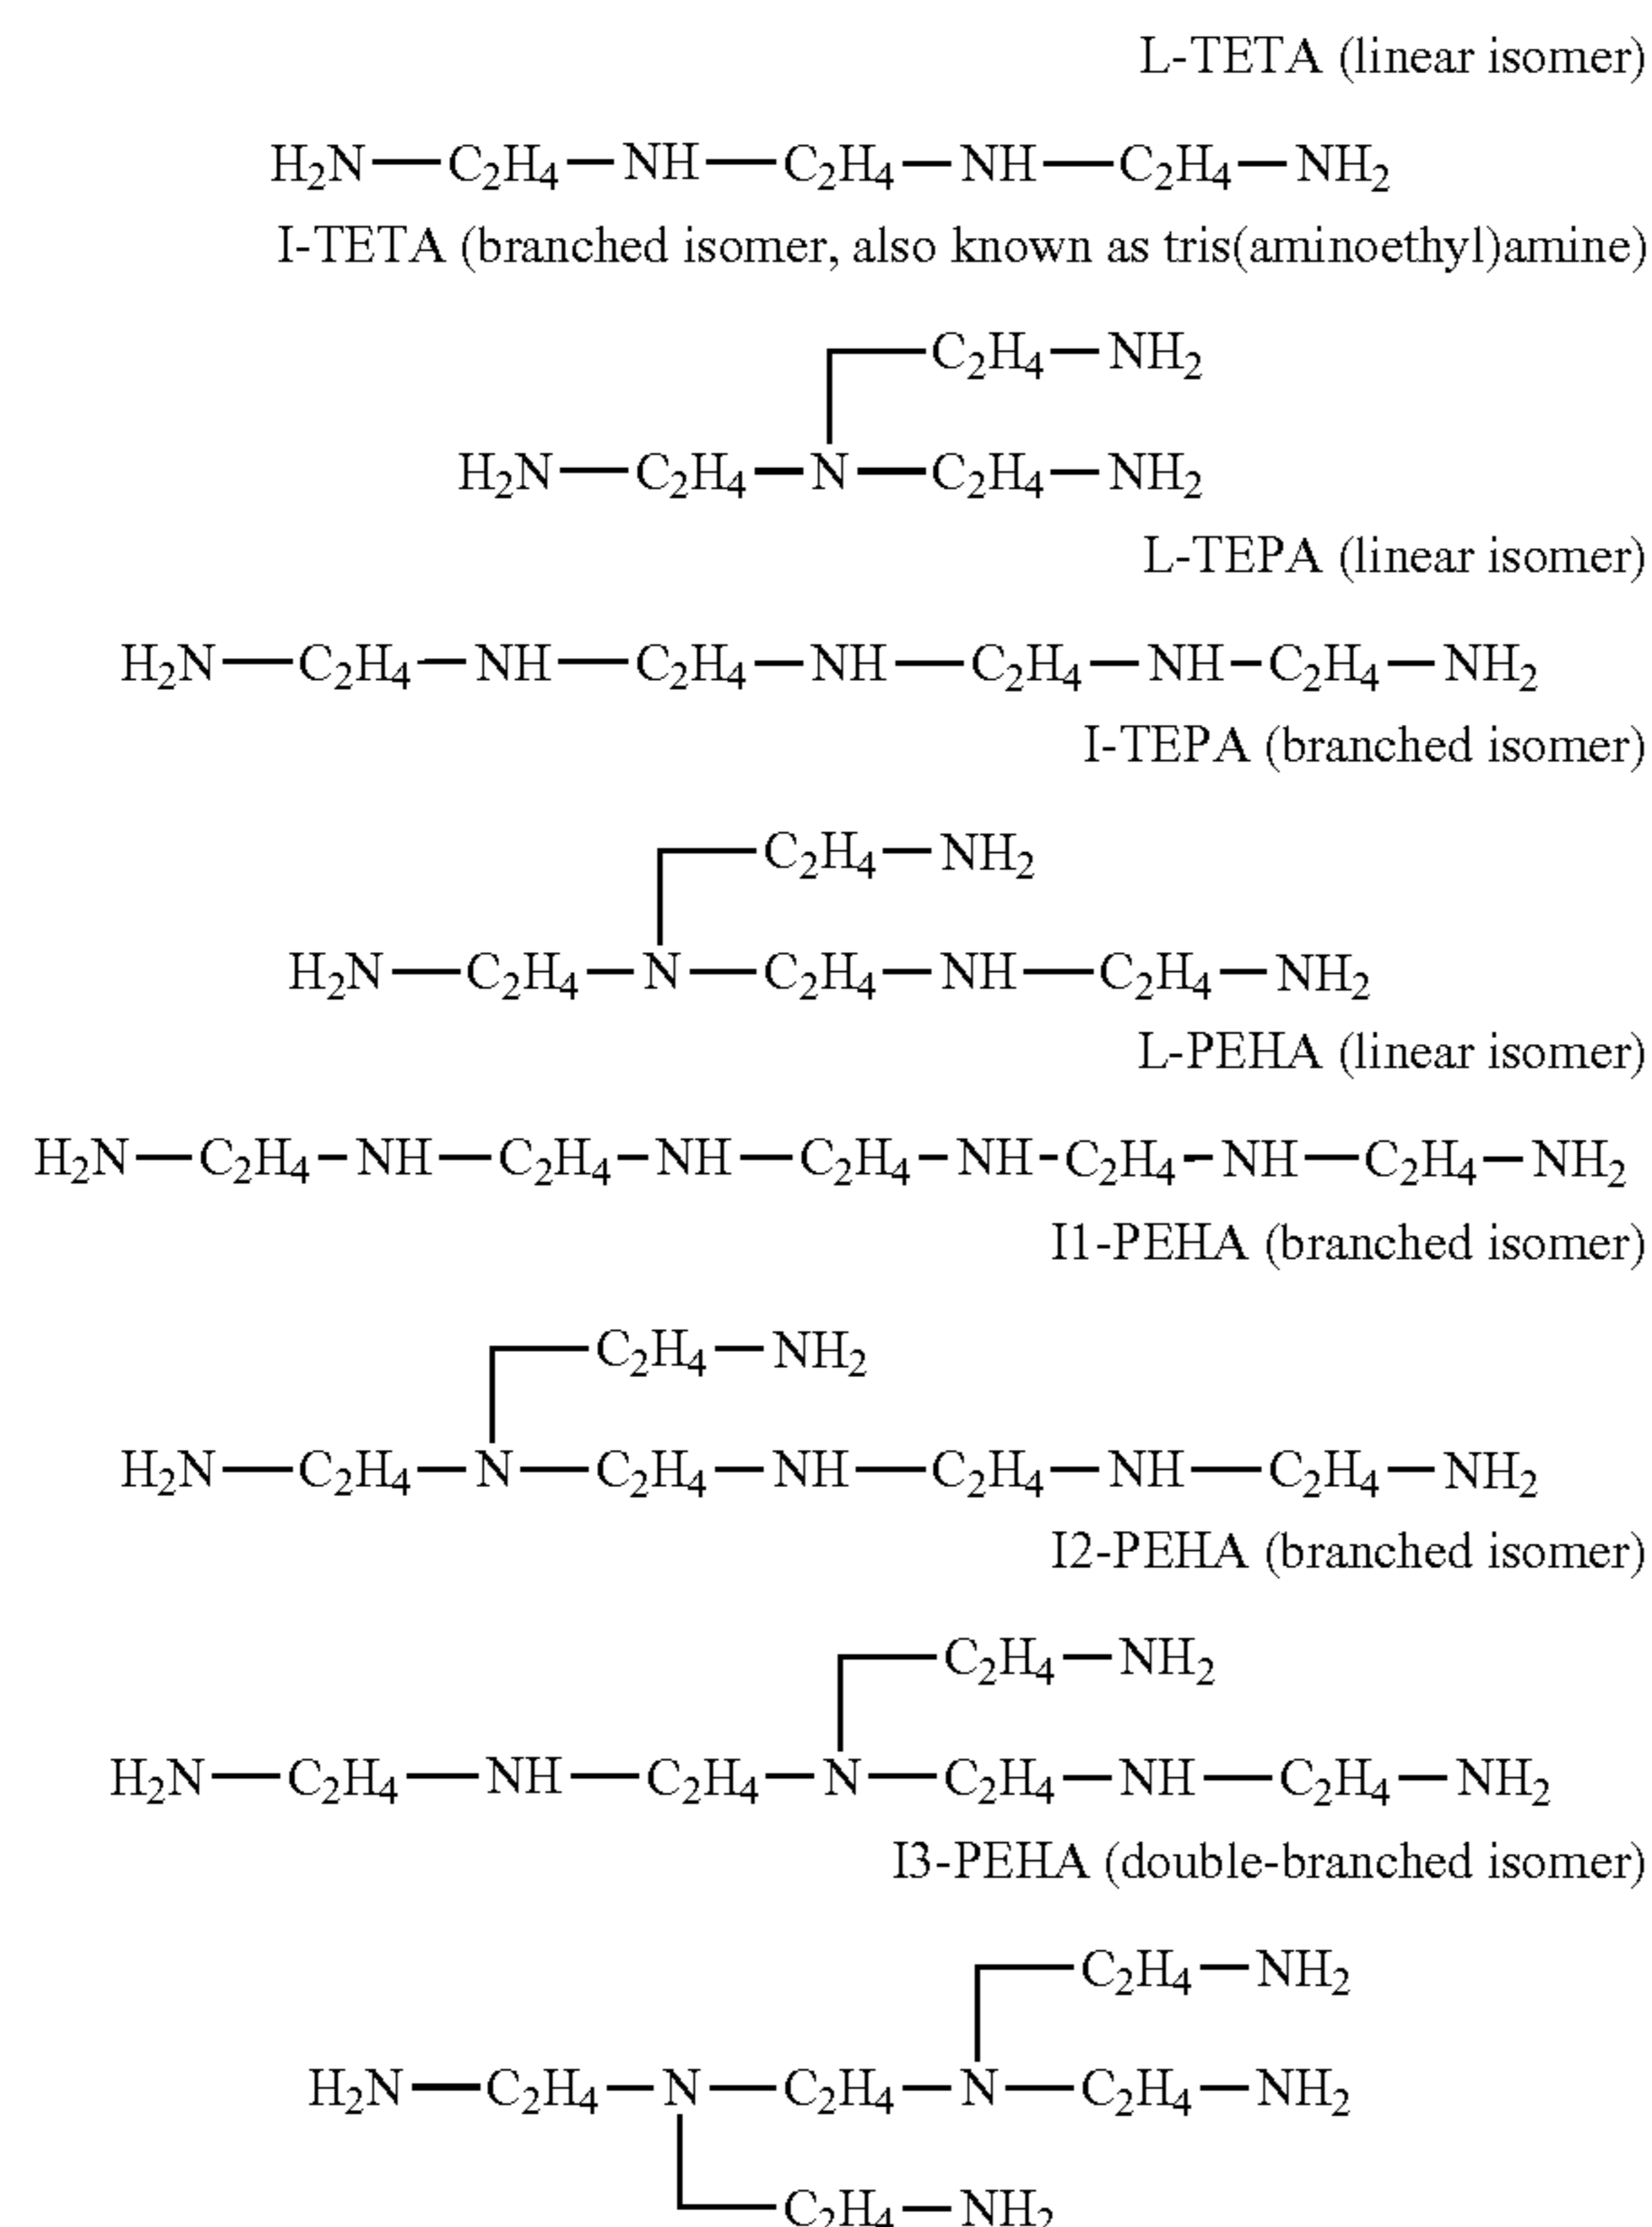 L-TETA (linear isomer)
H₂N—C₂H₄—NH—C₂H₄—NH—C₂H₄—NH₂
I-TETA (branched isomer, also known as tris(aminoethyl)amine)
C₂H₄—NH₂
H₂N—C₂H₄—N—C₂H₄—NH₂
L-TEPA (linear isomer)
H₂N—C₂H₄—NH—C₂H₄—NH—C₂H₄—NH—C₂H₄—NH₂
I-TEPA (branched isomer)
C₂H₄—NH₂
H₂N—C₂H₄—N—C₂H₄—NH—C₂H₄—NH₂
L-PEHA (linear isomer)
H₂N—C₂H₄—NH—C₂H₄—NH—C₂H₄—NH—C₂H₄—NH—C₂H₄—NH₂
I1-PEHA (branched isomer)
C₂H₄—NH₂
H₂N—C₂H₄—N—C₂H₄—NH—C₂H₄—NH—C₂H₄—NH₂
I2-PEHA (branched isomer)
C₂H₄—NH₂
H₂N—C₂H₄—NH—C₂H₄—N—C₂H₄—NH—C₂H₄—NH₂
I3-PEHA (double-branched isomer)
C₂H₄—NH₂
H₂N—C₂H₄—N—C₂H₄—N—C₂H₄—NH₂
C₂H₄—NH₂